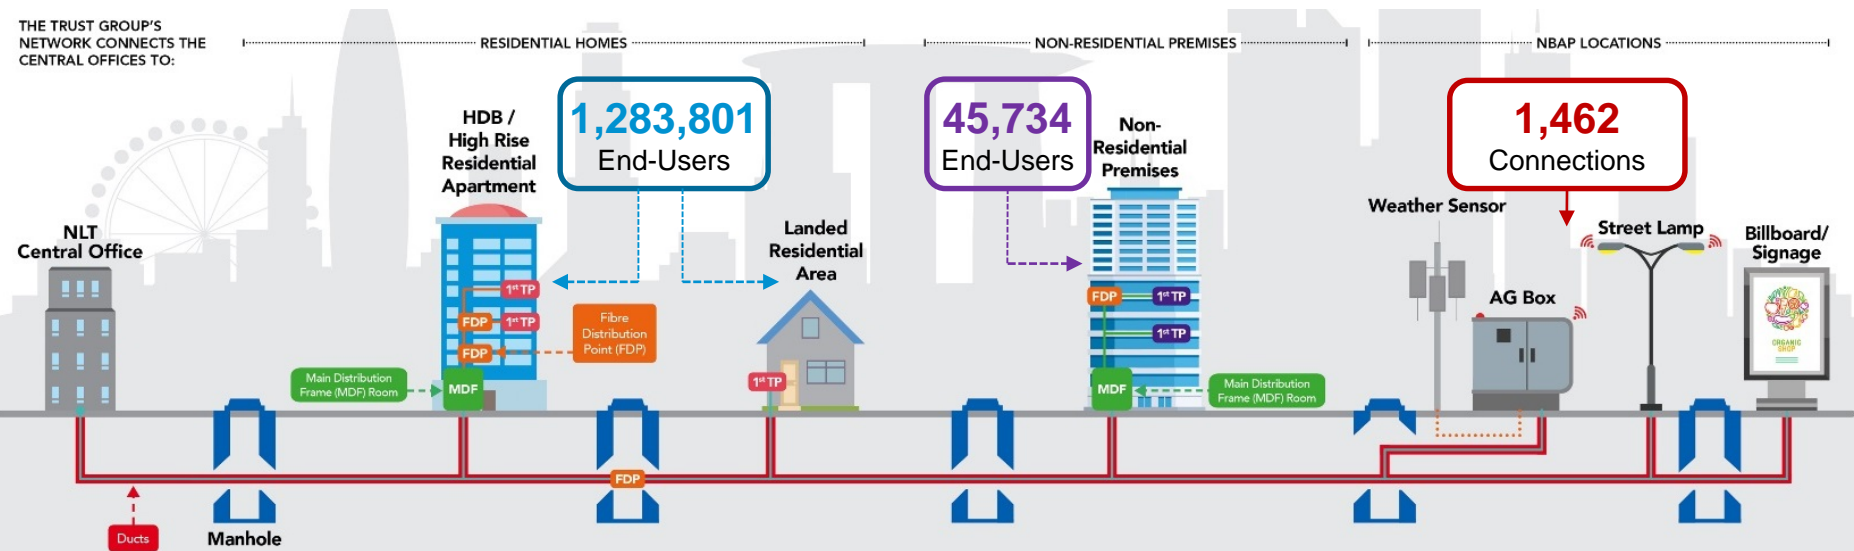 THE TRUST GROUP'S
NETWORK CONNECTS THE
CENTRAL OFFICES TO:
RESIDENTIAL HOMES
NON-RESIDENTIAL PREMISES
NBAP LOCATIONS
1,283,801
End-Users
45,734
End-Users
1,462
Connections
NLT
Central Office
HDB /
High Rise
Residential
Apartment
Landed
Residential
Area
Non-
Residential
Premises
Weather Sensor
AG Box
Street Lamp
Billboard/
Signage
1st TP
FDP
1st TP
FDP
Fibre
Distribution
Point (FDP)
Main Distribution
Frame (MDF) Room
MDF
1st TP
FDP
1st TP
1st TP
MDF
Main Distribution
Frame (MDF) Room
ORGANIC
SHOP
FDP
Ducts
Manhole